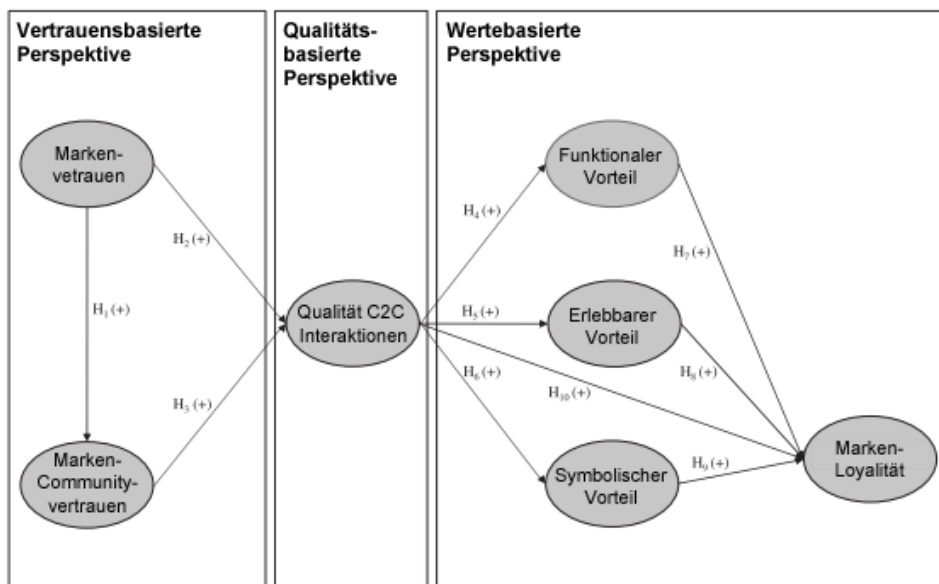 Vertrauensbasierte
Perspektive
Qualitäts-
basierte
Perspektive
Wertebasierte
Perspektive
Marken-
vetrauen
Funktionaler
Vorteil
H₄(+)
H₂(+)
H₇(+)
H₁(+)
Qualität C2C
Interaktionen
H₅(+)
Erlebbarer
Vorteil
H₆(+)
H₈(+)
H₁₀(+)
H₃(+)
Marken-
Community-
vertrauen
Symbolischer
Vorteil
H₉(+)
Marken-
Loyalität